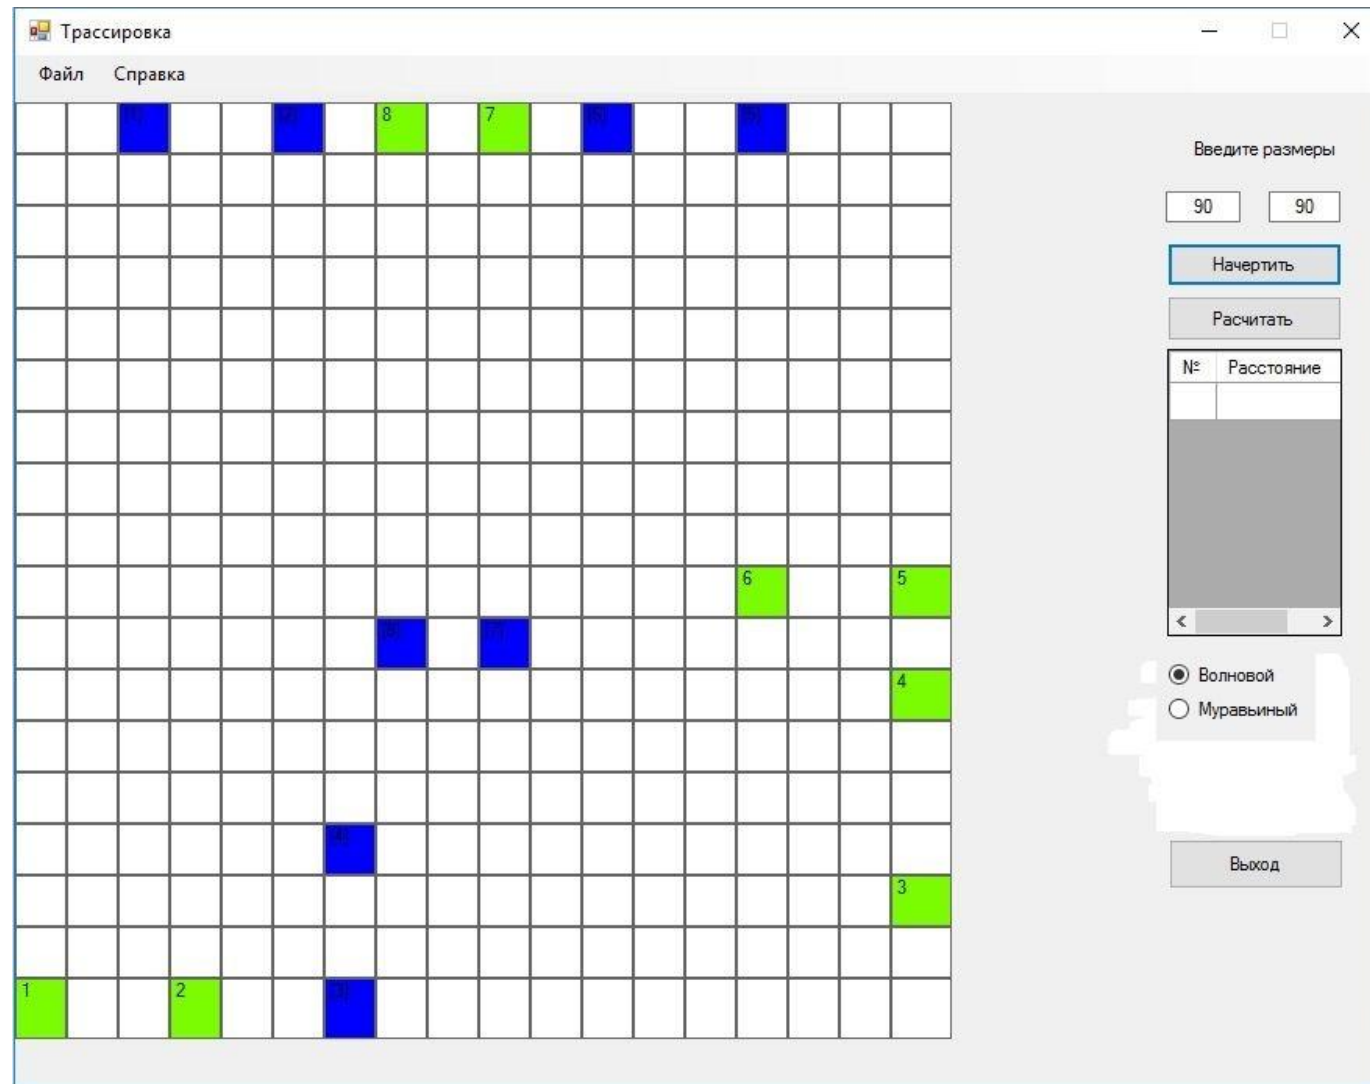 Трассировка
Файл Справка
8 7
Введите размеры
90 90
Начертить
Расчитать
№ Расстояние
6 5
4
Волновой
Муравьиный
Выход
3
1 2